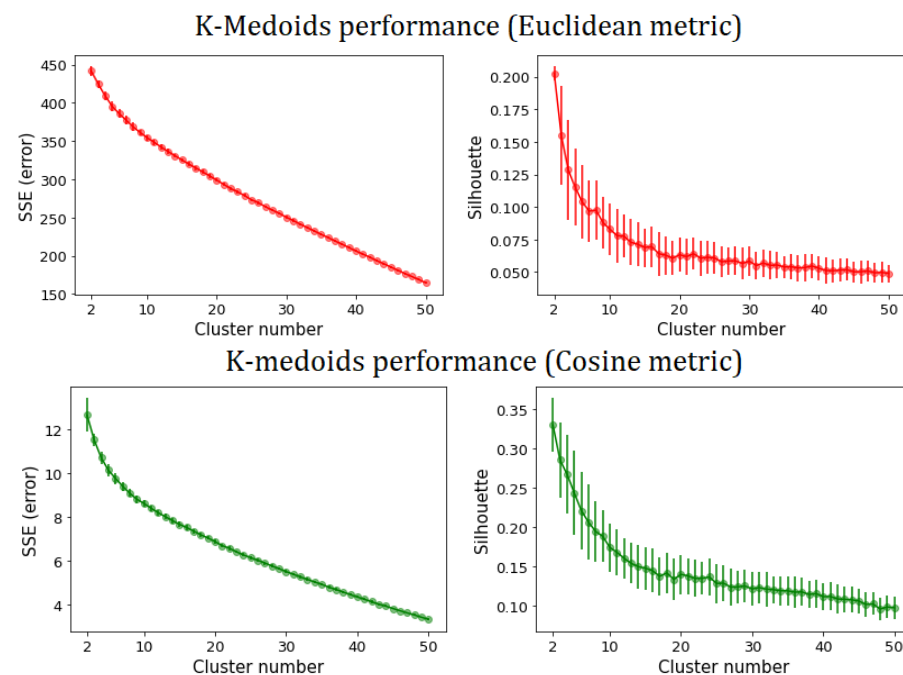 K-Medoids performance (Euclidean metric)
450
400
350
300
250
200
150
SSE (error)
2 10 20 30 40 50
Cluster number
0.200
0.175
0.150
0.125
0.100
0.075
0.050
Silhouette
2 10 20 30 40 50
Cluster number
K-medoids performance (Cosine metric)
12
10
8
6
4
SSE (error)
2 10 20 30 40 50
Cluster number
0.35
0.30
0.25
0.20
0.15
0.10
Silhouette
2 10 20 30 40 50
Cluster number